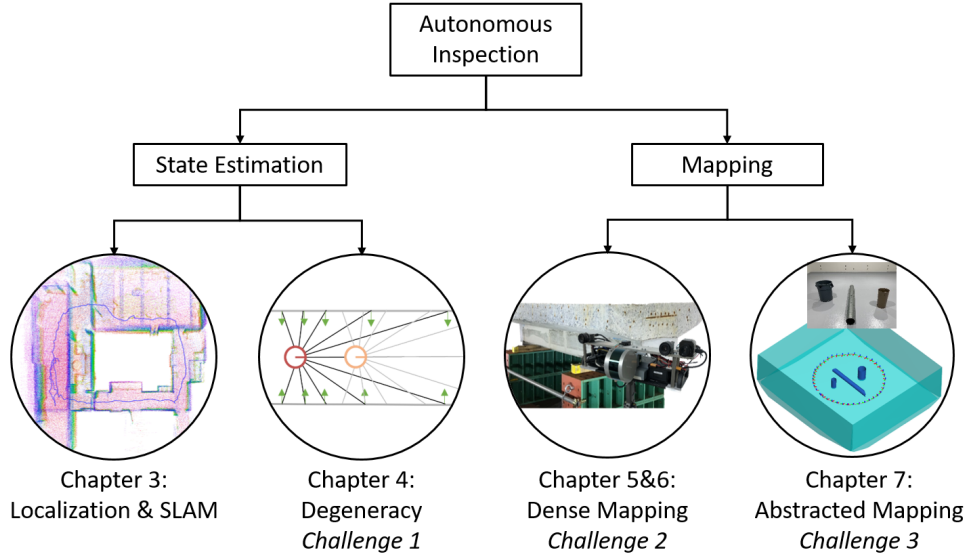 Autonomous
Inspection
State Estimation
Mapping
Chapter 3:
Localization & SLAM
Chapter 4:
Degeneracy
Challenge 1
Chapter 5&6:
Dense Mapping
Challenge 2
Chapter 7:
Abstracted Mapping
Challenge 3